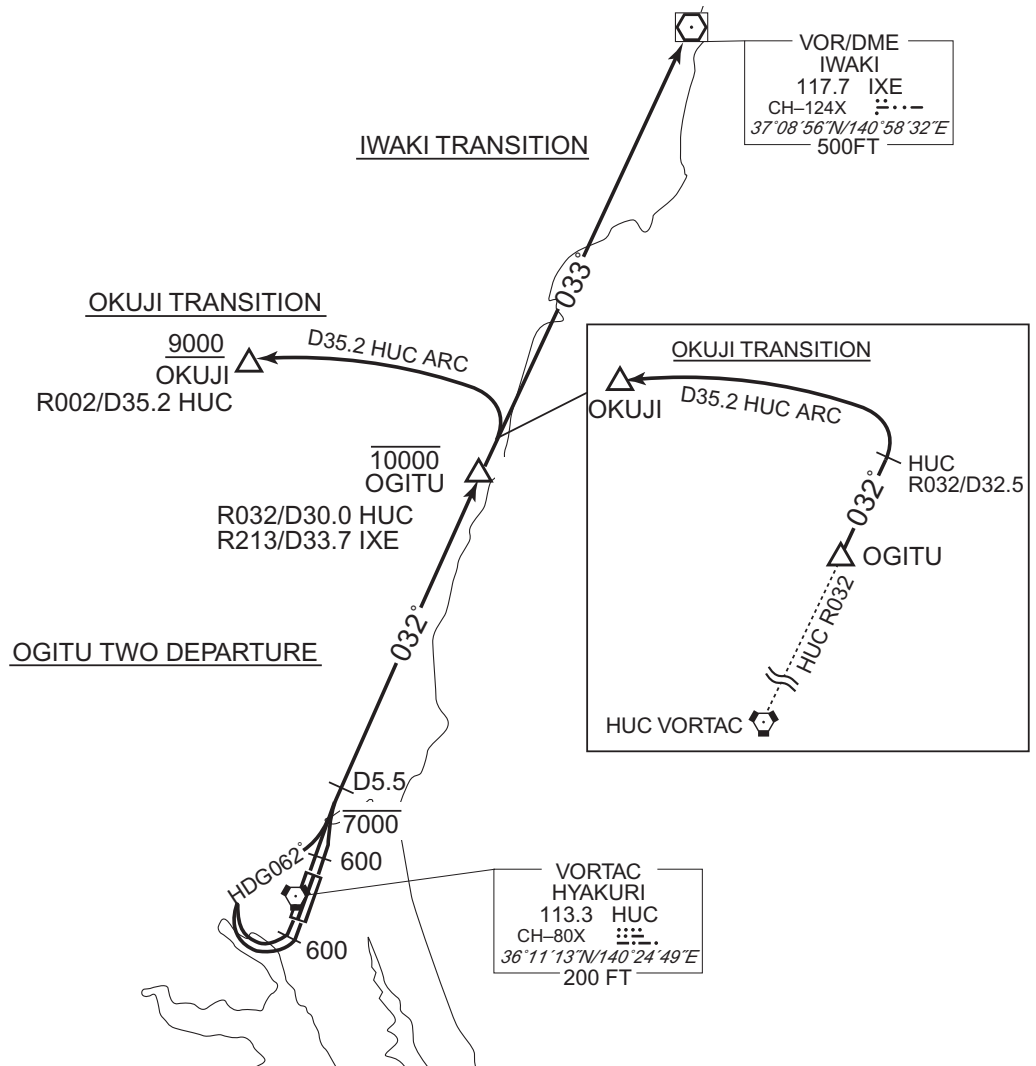 VOR/DME
IWAKI
117.7 IXE
CH–124X
37°08´56˝N/140°58´32˝E
500FT
IWAKI TRANSITION
033°
OKUJI TRANSITION
9000
OKUJI
R002/D35.2 HUC
D35.2 HUC ARC
10000
OGITU
R032/D30.0 HUC
R213/D33.7 IXE
032°
OGITU TWO DEPARTURE
OKUJI TRANSITION
OKUJI
D35.2 HUC ARC
HUC
R032/D32.5
032°
OGITU
HUC R032
HUC VORTAC
D5.5
7000
HDG062°
600
600
VORTAC
HYAKURI
113.3 HUC
CH–80X
36°11´13˝N/140°24´49˝E
200 FT